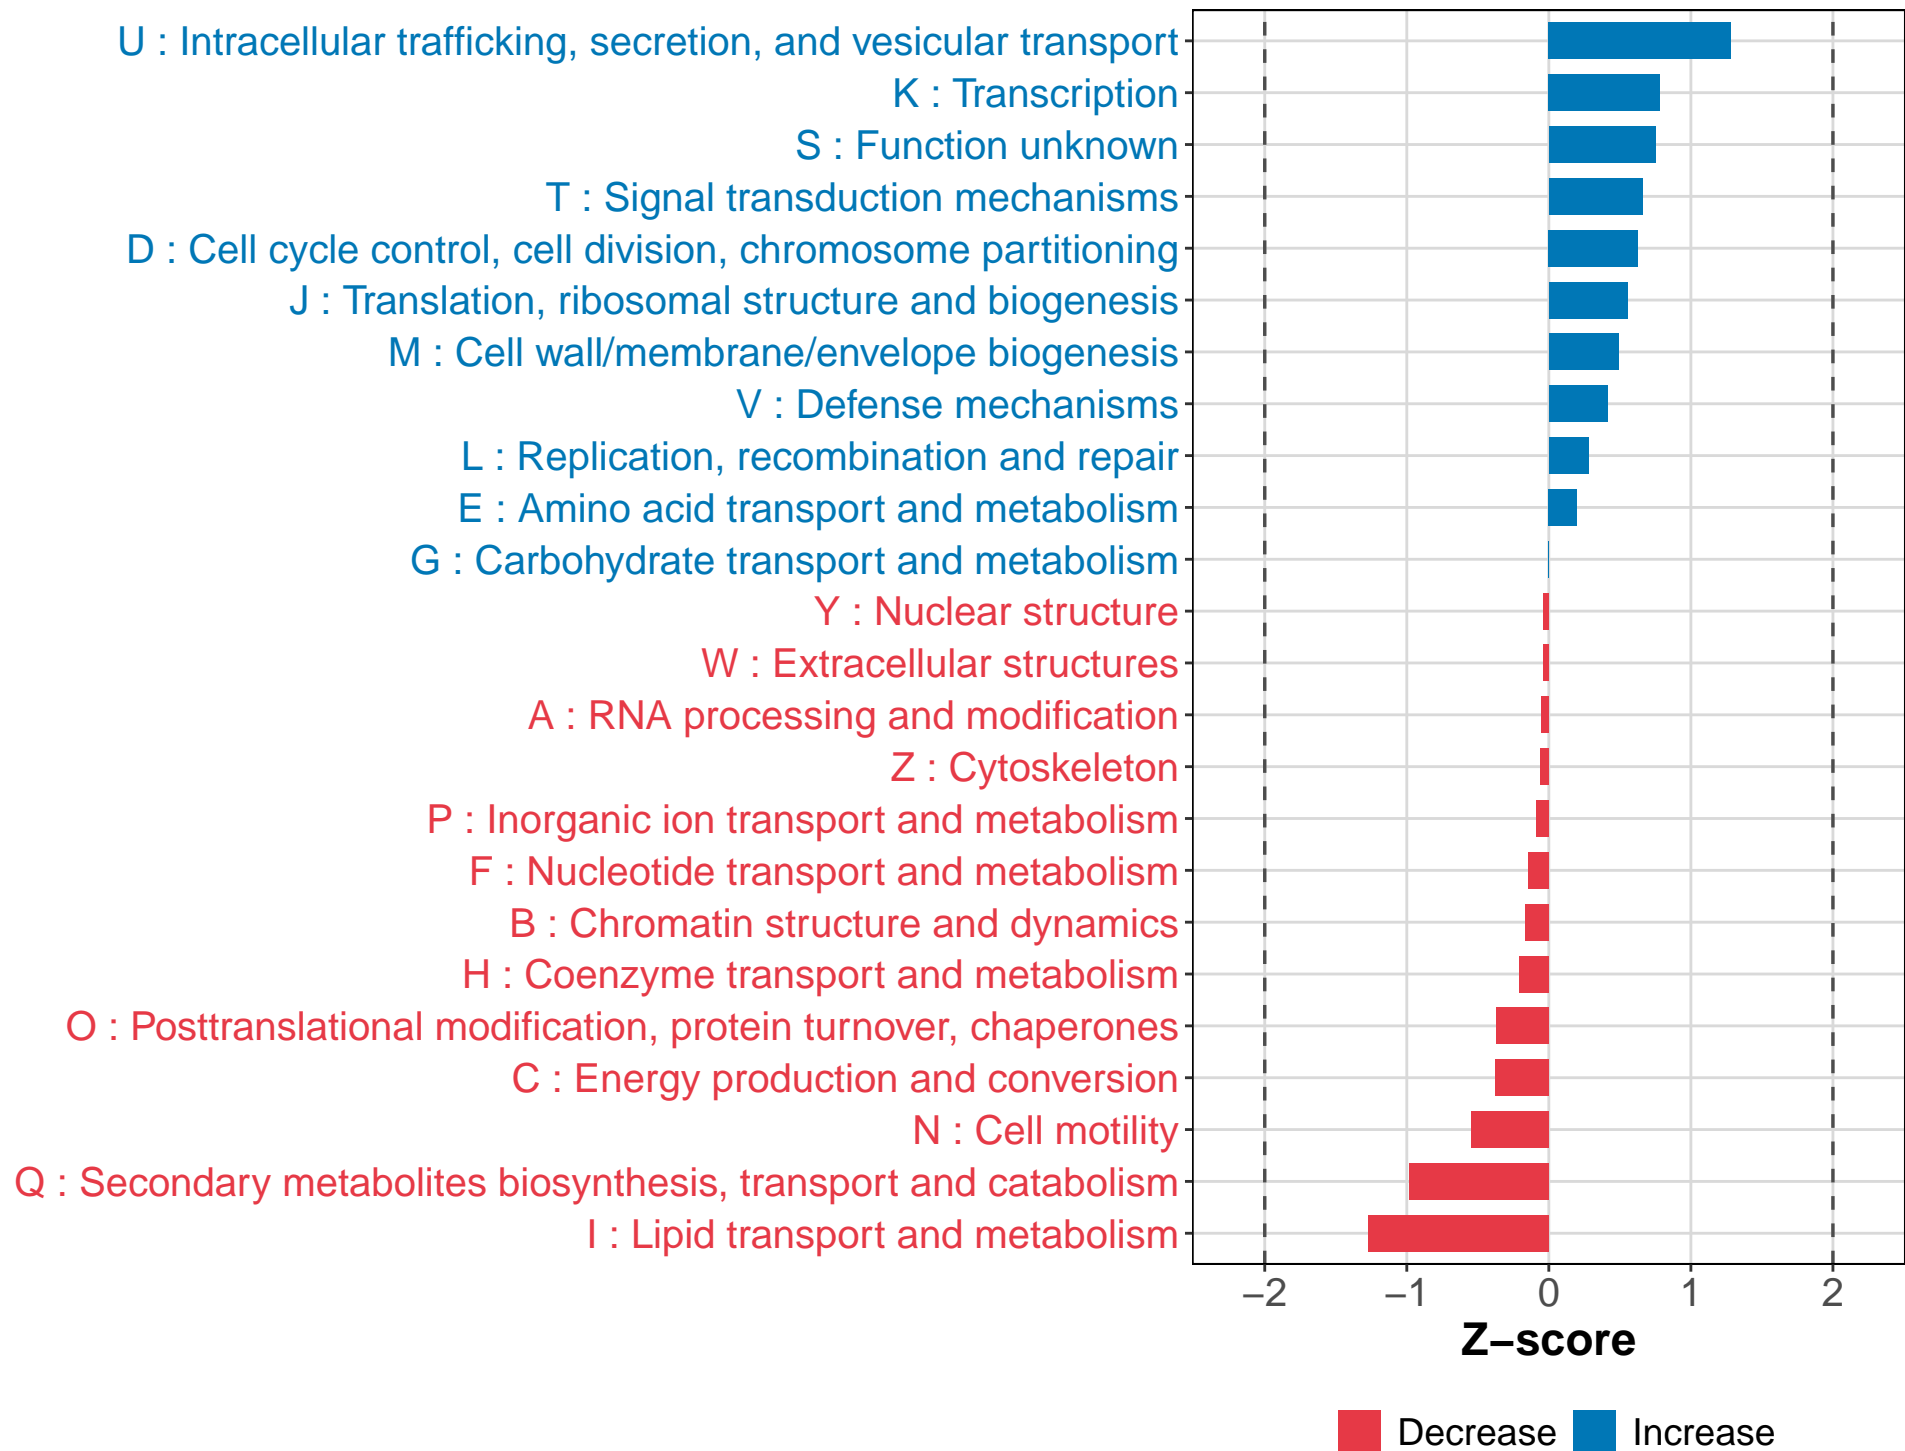 U : Intracellular trafficking, secretion, and vesicular transport
K : Transcription
S : Function unknown
T : Signal transduction mechanisms
D : Cell cycle control, cell division, chromosome partitioning
J : Translation, ribosomal structure and biogenesis
M : Cell wall/membrane/envelope biogenesis
V : Defense mechanisms
L : Replication, recombination and repair
E : Amino acid transport and metabolism
G : Carbohydrate transport and metabolism
Y : Nuclear structure
W : Extracellular structures
A : RNA processing and modification
Z : Cytoskeleton
P : Inorganic ion transport and metabolism
F : Nucleotide transport and metabolism
B : Chromatin structure and dynamics
H : Coenzyme transport and metabolism
O : Posttranslational modification, protein turnover, chaperones
C : Energy production and conversion
N : Cell motility
Q : Secondary metabolites biosynthesis, transport and catabolism
I : Lipid transport and metabolism
−2 −1 0 1 2
Z−score
Decrease Increase